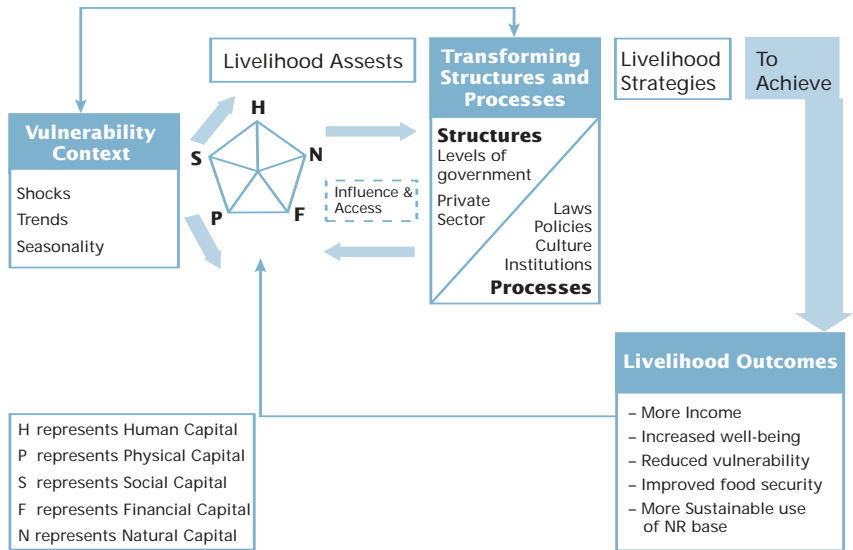 Livelihood Assests
Transforming
Structures and
Processes
Livelihood
Strategies
To
Achieve
Vulnerability
Context
Shocks
Trends
Seasonality
H
S
N
P
F
Influence &
Access
Structures
Levels of
government
Private
Sector
Laws
Policies
Culture
Institutions
Processes
Livelihood Outcomes
– More Income
– Increased well-being
– Reduced vulnerability
– Improved food security
– More Sustainable use
of NR base
H represents Human Capital
P represents Physical Capital
S represents Social Capital
F represents Financial Capital
N represents Natural Capital